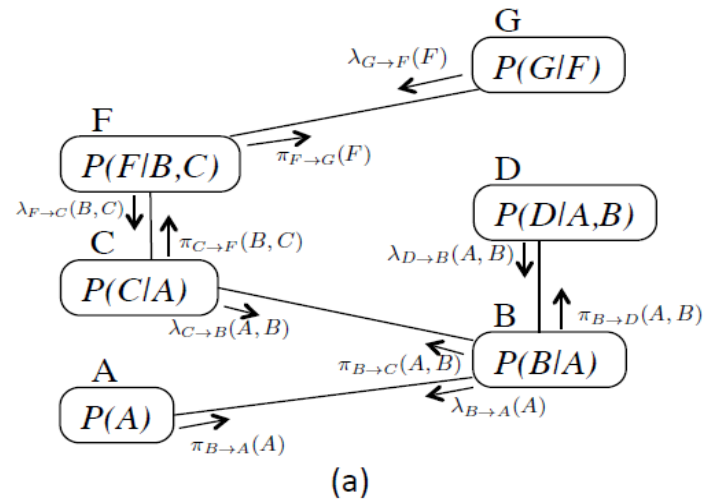 G
λ_{G→F}(F)
P(G|F)
F
π_{F→G}(F)
P(F|B,C)
D
P(D|A,B)
λ_{F→C}(B, C)
C
π_{C→F}(B, C)
λ_{D→B}(A, B)
P(C|A)
λ_{C→B}(A, B)
B
π_{B→D}(A, B)
π_{B→C}(A, B)
P(B|A)
A
λ_{B→A}(A)
P(A)
π_{B→A}(A)
(a)